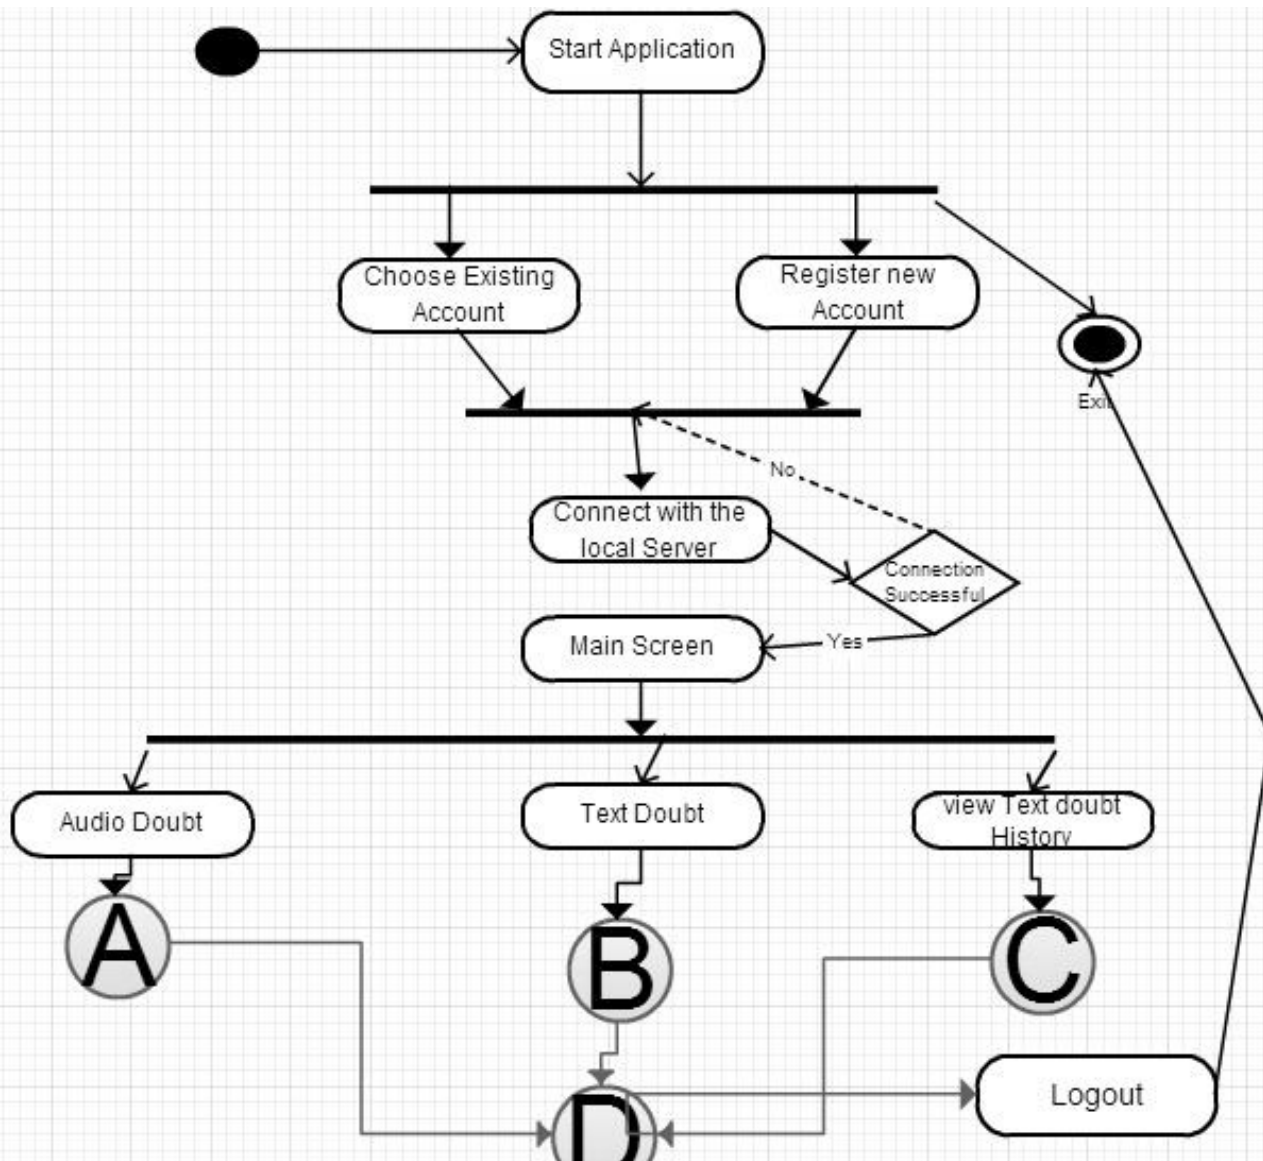 Start Application
Choose Existing
Account
Register new
Account
Exit
No
Connect with the
local Server
Connection
Successful
Main Screen
Yes
Audio Doubt
Text Doubt
view Text doubt
History
A
B
C
D
Logout